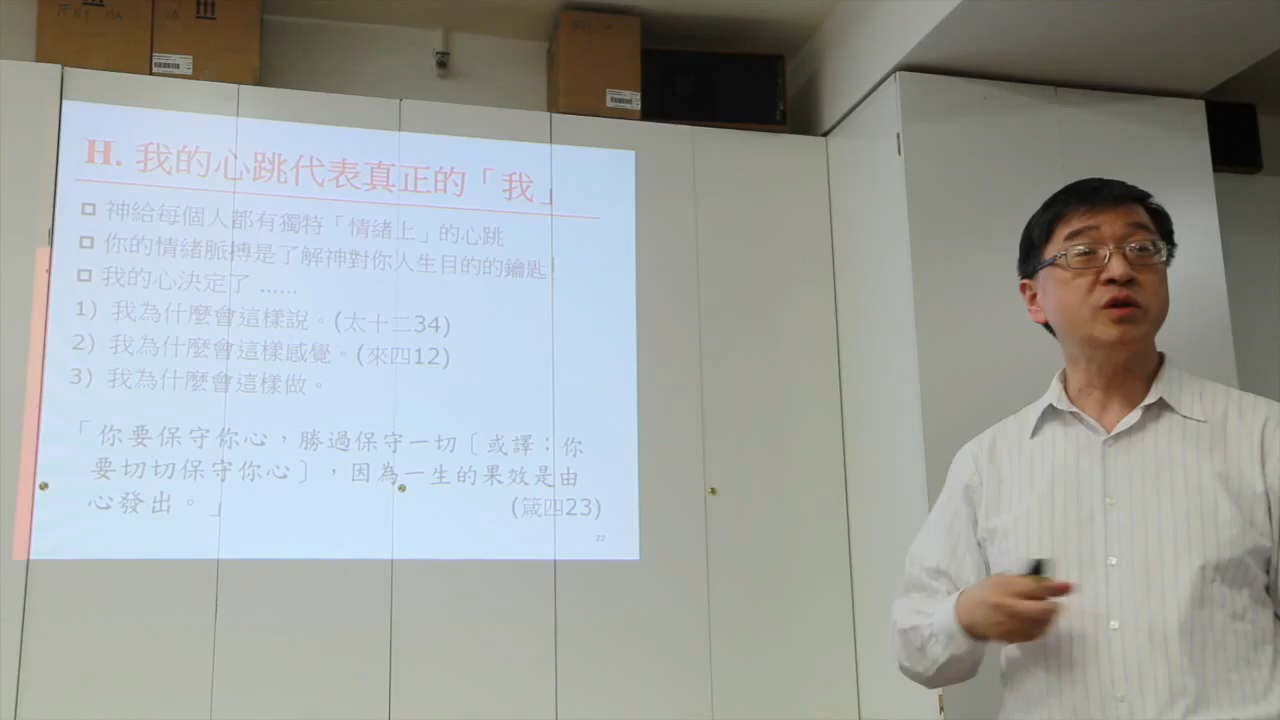 H. 我的心跳代表真正的「我」
神給每個人都有獨特「情緒上」的心跳
你的情緒脈搏是了解神對你人生目的的鑰匙!
我的心決定了 ......
1) 我為什麼會這樣說。(太十二34)
2) 我為什麼會這樣感覺。(來四12)
3) 我為什麼會這樣做。
「你要保守你心，勝過保守一切〔或譯：你
要切切保守你心〕，因為一生的果效是由
心發出。」 (箴四23)
22